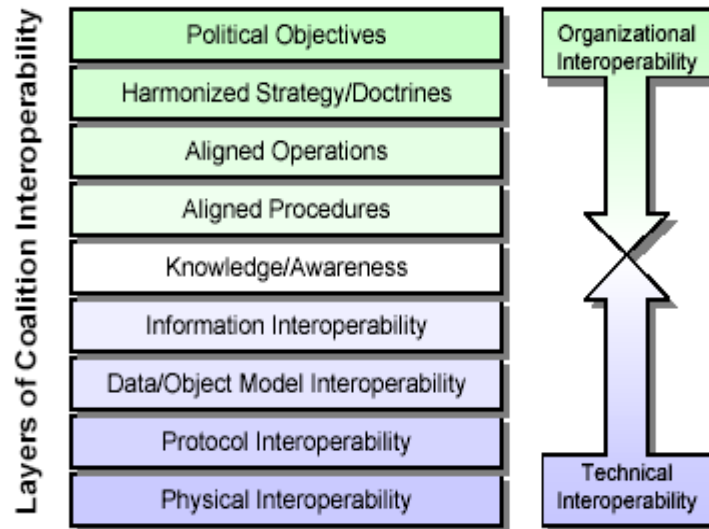 Layers of Coalition Interoperability
Political Objectives
Harmonized Strategy/Doctrines
Aligned Operations
Aligned Procedures
Knowledge/Awareness
Information Interoperability
Data/Object Model Interoperability
Protocol Interoperability
Physical Interoperability
Organizational
Interoperability
Technical
Interoperability